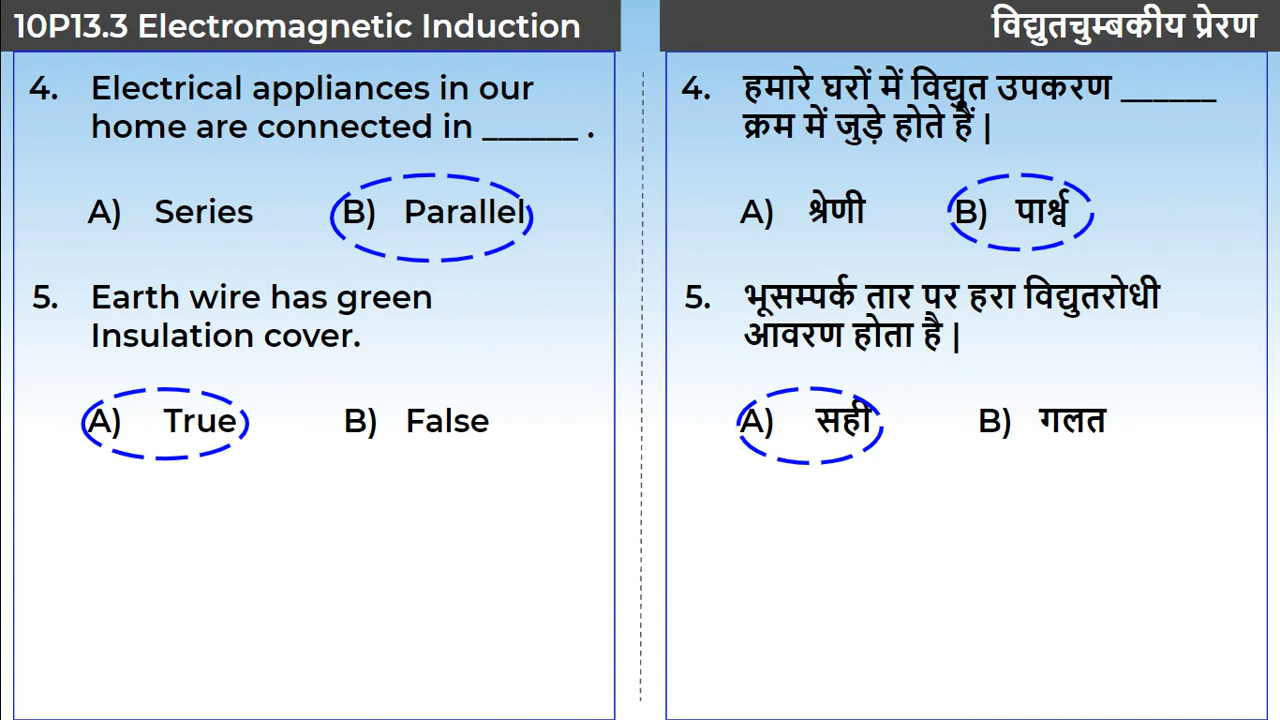 10P13.3 Electromagnetic Induction
4. Electrical appliances in our
home are connected in ______ .
A) Series B) Parallel
5. Earth wire has green
Insulation cover.
A) True B) False
विद्युतचुम्बकीय प्रेरण
4. हमारे घरों में विद्युत उपकरण ______
क्रम में जुड़े होते हैं |
A) श्रेणी B) पार्श्व
5. भूसम्पर्क तार पर हरा विद्युतरोधी
आवरण होता है |
A) सही B) गलत